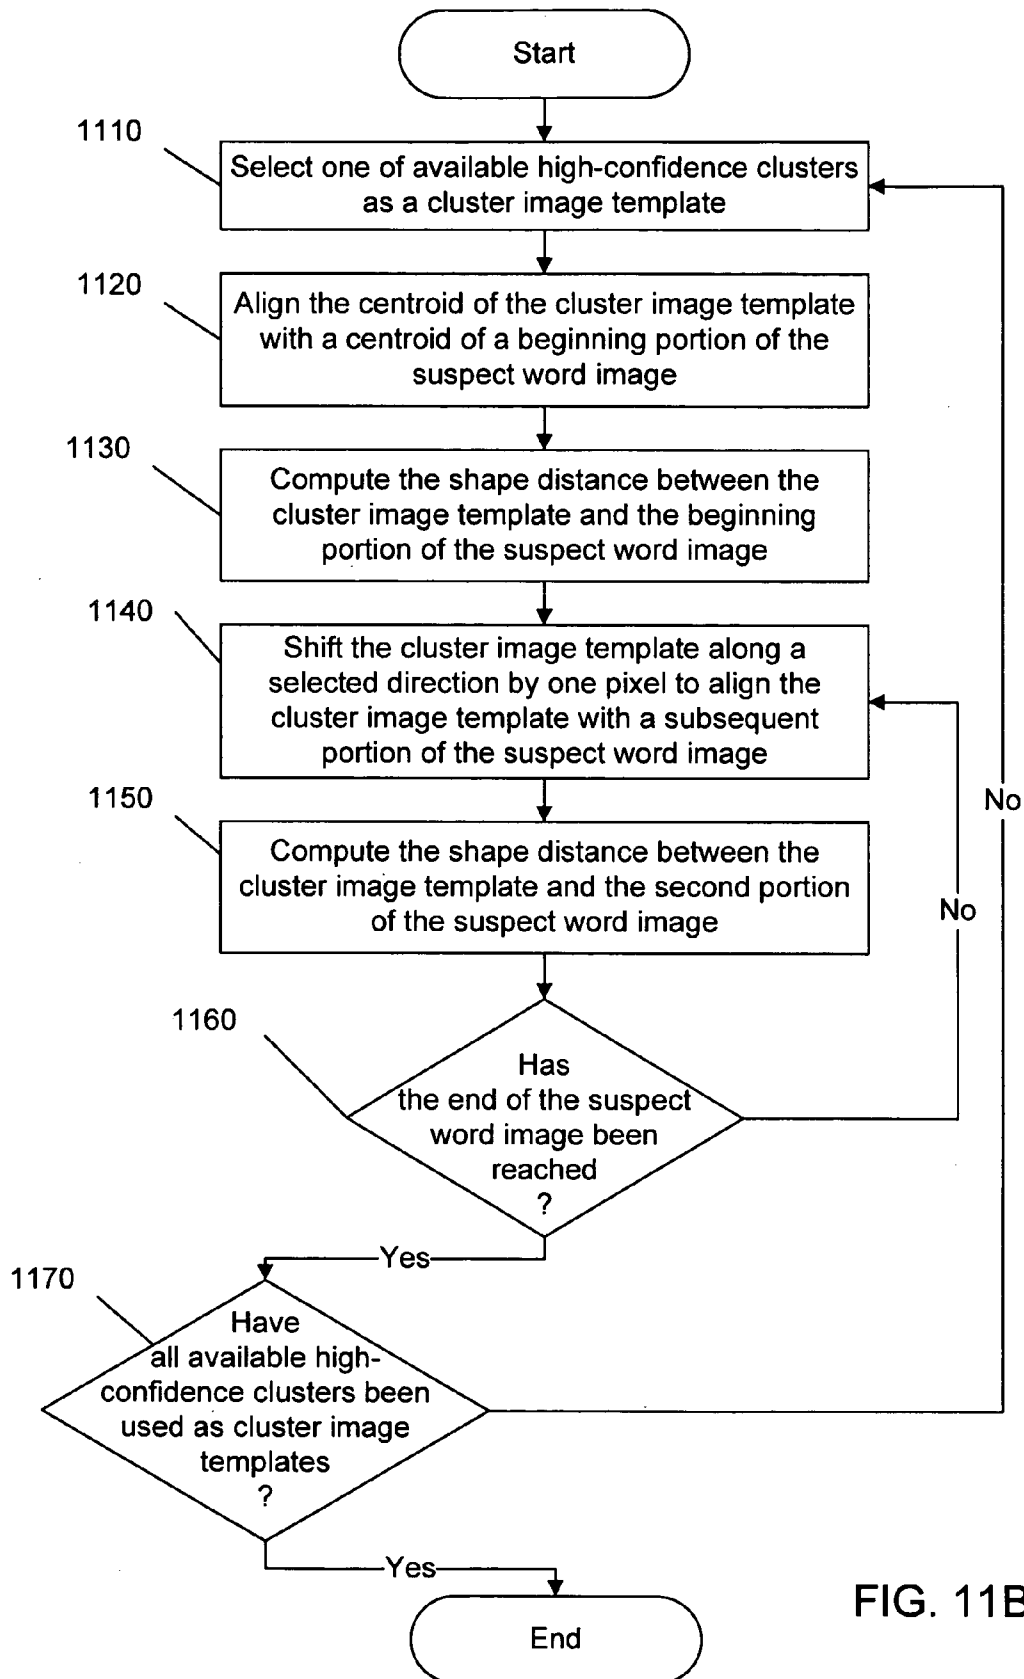 Start
1110
Select one of available high-confidence clusters
as a cluster image template
1120
Align the centroid of the cluster image template
with a centroid of a beginning portion of the
suspect word image
1130
Compute the shape distance between the
cluster image template and the beginning
portion of the suspect word image
1140
Shift the cluster image template along a
selected direction by one pixel to align the
cluster image template with a subsequent
portion of the suspect word image
1150
Compute the shape distance between the
cluster image template and the second portion
of the suspect word image
No
No
1160
Has
the end of the suspect
word image been
reached
?
Yes
1170
Have
all available high-
confidence clusters been
used as cluster image
templates
?
Yes
End
FIG. 11B